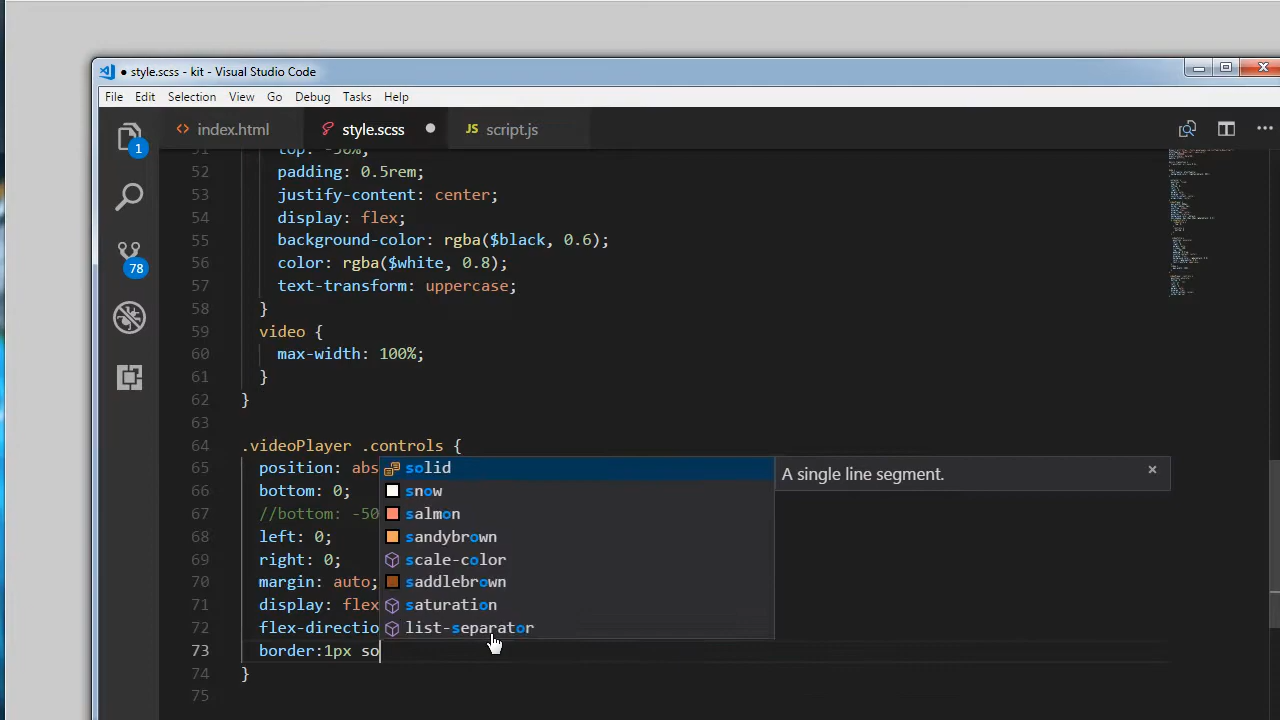 ● style.scss - kit - Visual Studio Code
File Edit Selection View Go Debug Tasks Help
<> index.html style.scss ● JS script.js ...
51 top: -50%;
52 padding: 0.5rem;
53 justify-content: center;
54 display: flex;
55 background-color: rgba($black, 0.6);
56 color: rgba($white, 0.8);
57 text-transform: uppercase;
58 }
59 video {
60 max-width: 100%;
61 }
62 }
63
64 .videoPlayer .controls {
65 position: abs
66 bottom: 0;
67 //bottom: -50
68 left: 0;
69 right: 0;
70 margin: auto;
71 display: flex
72 flex-directio
73 border:1px so
74 }
75
solid
snow
salmon
sandybrown
scale-color
saddlebrown
saturation
list-separator
A single line segment. ×
1
78